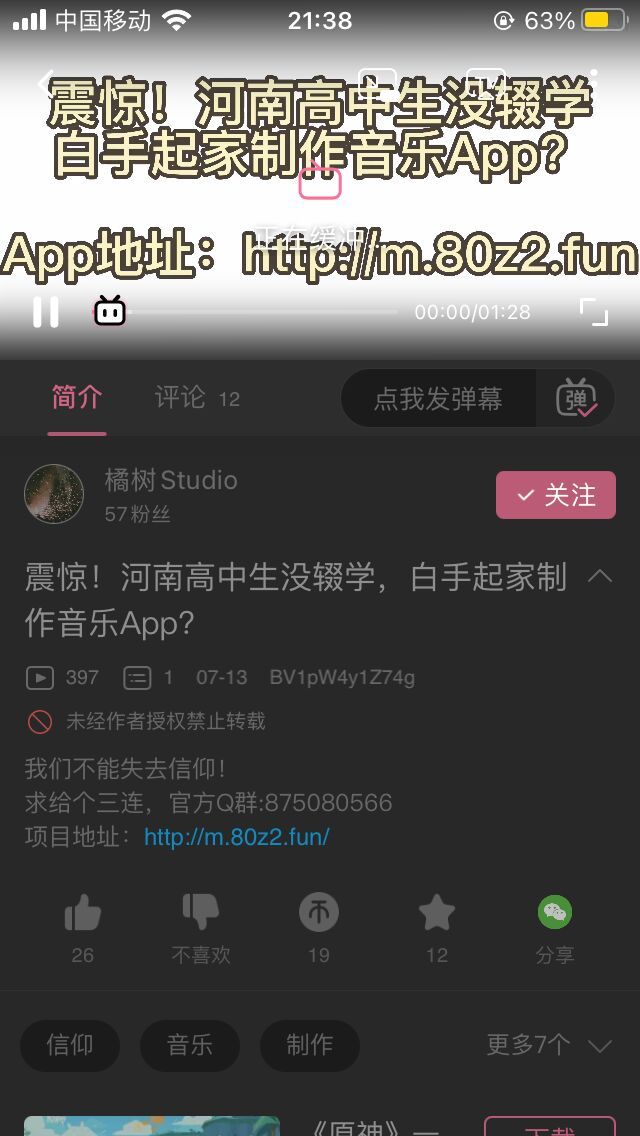 中国移动
21:38
63%
震惊！河南高中生没辍学
白手起家制作音乐App？
正在缓冲...
App地址：http://m.80z2.fun
00:00/01:28
简介
评论 12
点我发弹幕
弹
橘树Studio
57粉丝
关注
震惊！河南高中生没辍学，白手起家制
作音乐App？
397 1 07-13 BV1pW4y1Z74g
未经作者授权禁止转载
我们不能失去信仰！
求给个三连，官方Q群:875080566
项目地址：http://m.80z2.fun/
26 不喜欢 19 12 分享
信仰 音乐 制作 更多7个
《原神》一
下载